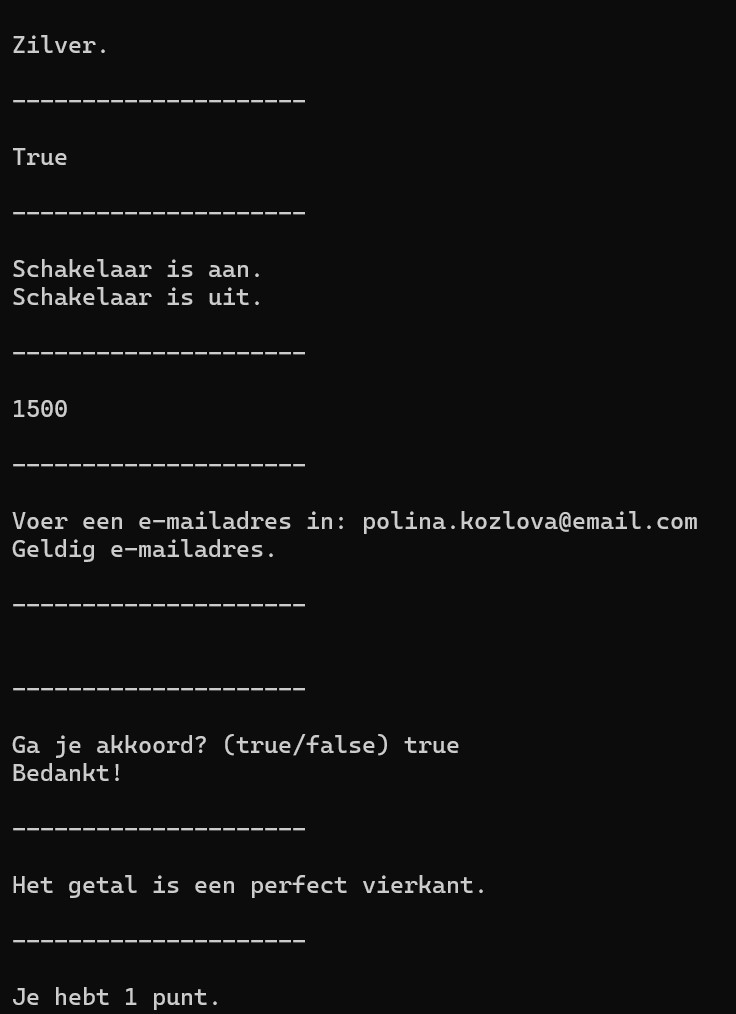 Zilver.
---------------------
True
---------------------
Schakelaar is aan.
Schakelaar is uit.
---------------------
1500
---------------------
Voer een e-mailadres in: polina.kozlova@email.com
Geldig e-mailadres.
---------------------
---------------------
Ga je akkoord? (true/false) true
Bedankt!
---------------------
Het getal is een perfect vierkant.
---------------------
Je hebt 1 punt.